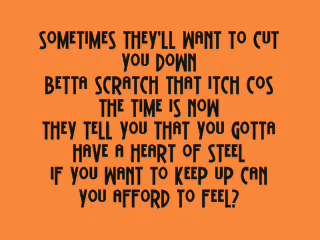 SOMETIMES THEY'LL WANT TO CUT
YOU DOWN
BETTA SCRATCH THAT ITCH COS
THE TIME IS NOW
THEY TELL YOU THAT YOU GOTTA
HAVE A HEART OF STEEL
IF YOU WANT TO KEEP UP CAN
YOU AFFORD TO FEEL?